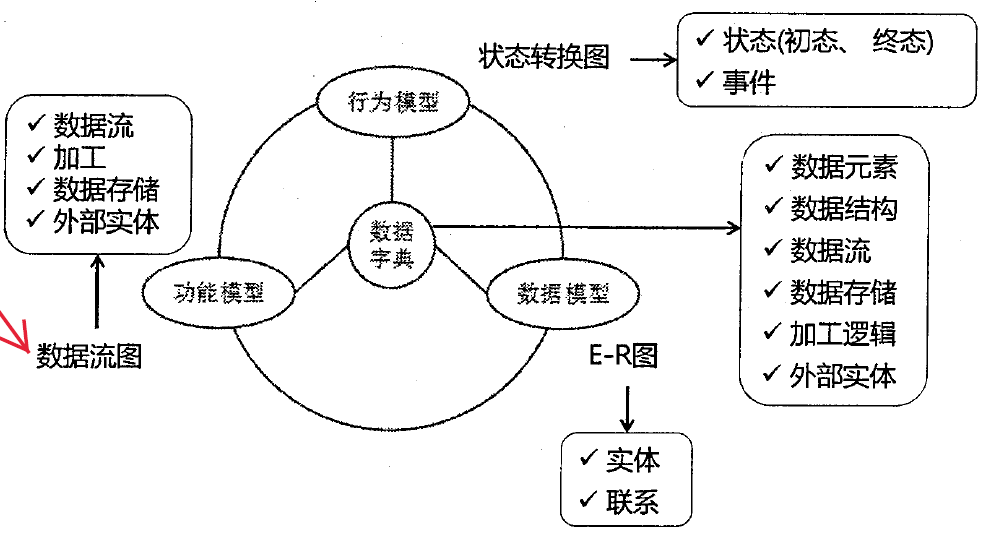 状态转换图
✓ 状态(初态、 终态)
✓ 事件
行为模型
✓ 数据流
✓ 加工
✓ 数据存储
✓ 外部实体
数据
字典
✓ 数据元素
✓ 数据结构
✓ 数据流
✓ 数据存储
✓ 加工逻辑
✓ 外部实体
功能模型
数据模型
数据流图
E-R图
✓ 实体
✓ 联系